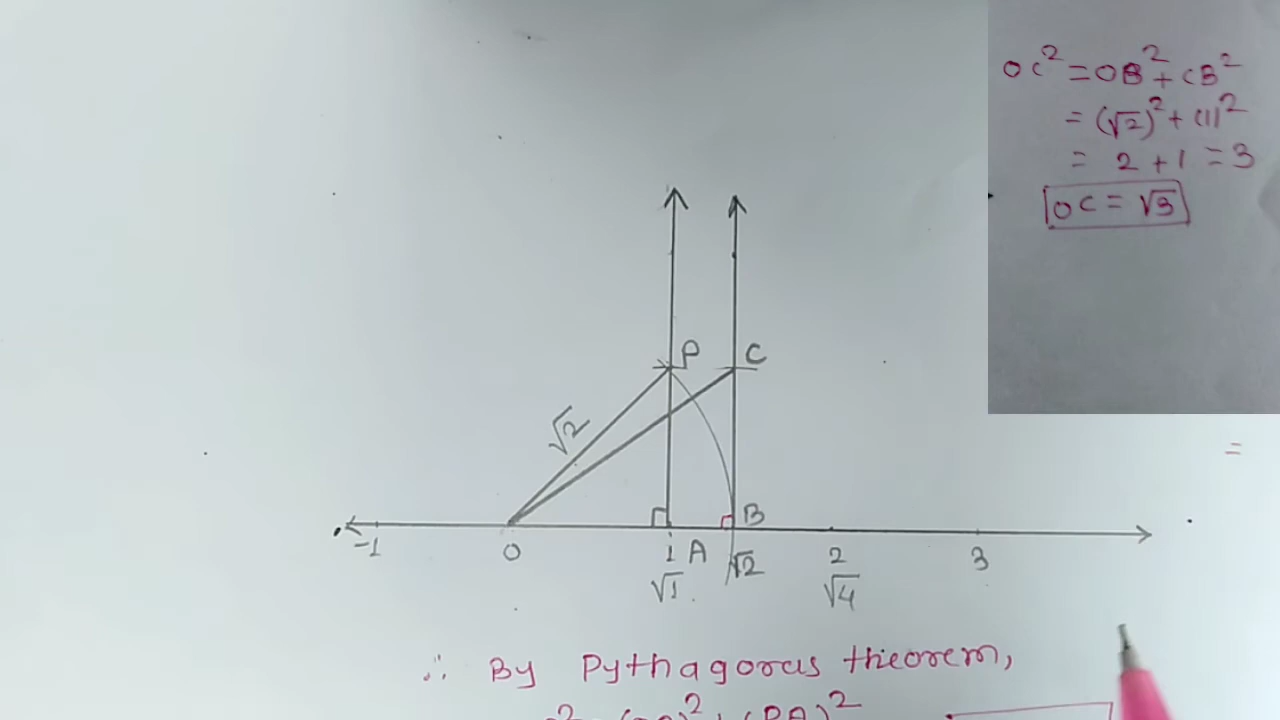 OC² = OB² + CB²
= (√2)² + (1)²
= 2 + 1 = 3
OC = √3
P C
√2
=
B
-1 0 1 A √2 2 3
√1 √4
∴ By Pythagoras theorem,